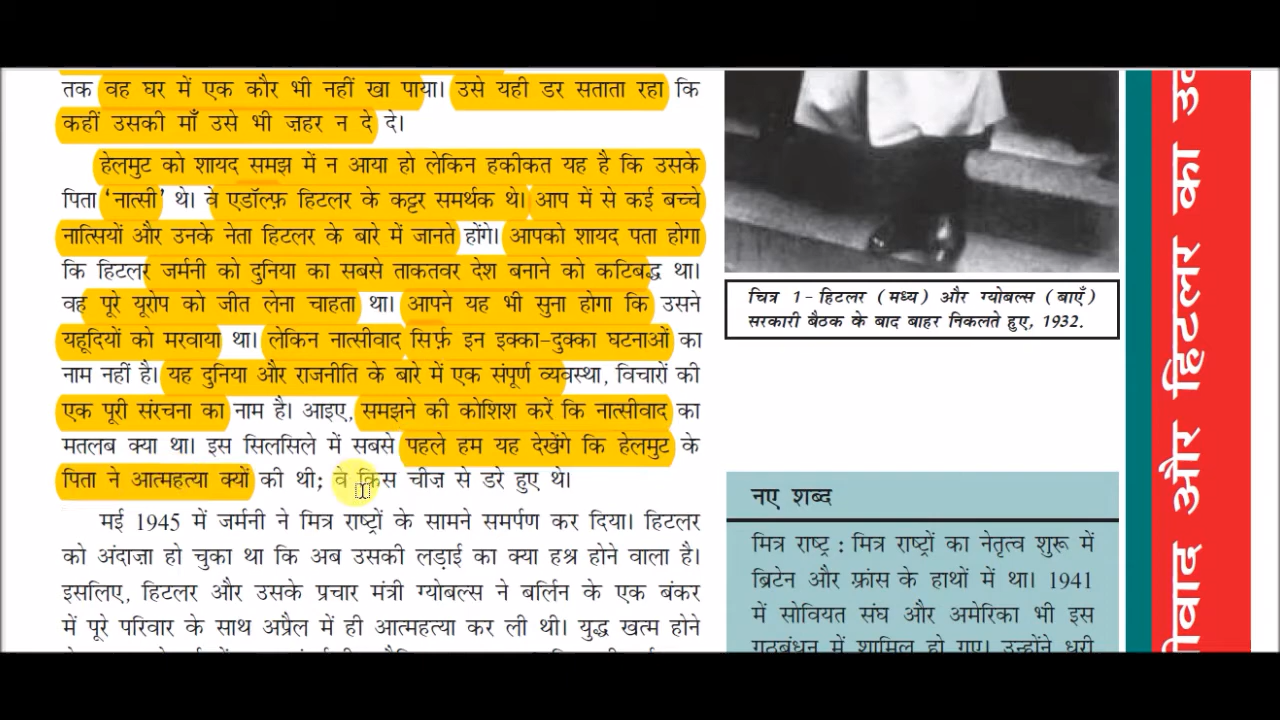 तक वह घर में एक कौर भी नहीं खा पाया। उसे यही डर सताता रहा कि
कहीं उसकी माँ उसे भी ज़हर न दे दे।
हेलमुट को शायद समझ में न आया हो लेकिन हकीकत यह है कि उसके
पिता ‘नात्सी’ थे। वे एडॉल्फ़ हिटलर के कट्टर समर्थक थे। आप में से कई बच्चे
नात्सियों और उनके नेता हिटलर के बारे में जानते होंगे। आपको शायद पता होगा
कि हिटलर जर्मनी को दुनिया का सबसे ताकतवर देश बनाने को कटिबद्ध था।
वह पूरे यूरोप को जीत लेना चाहता था। आपने यह भी सुना होगा कि उसने
यहूदियों को मरवाया था। लेकिन नात्सीवाद सिर्फ़ इन इक्का-दुक्का घटनाओं का
नाम नहीं है। यह दुनिया और राजनीति के बारे में एक संपूर्ण व्यवस्था, विचारों की
एक पूरी संरचना का नाम है। आइए, समझने की कोशिश करें कि नात्सीवाद का
मतलब क्या था। इस सिलसिले में सबसे पहले हम यह देखेंगे कि हेलमुट के
पिता ने आत्महत्या क्यों की थी; वे किस चीज़ से डरे हुए थे।
मई 1945 में जर्मनी ने मित्र राष्ट्रों के सामने समर्पण कर दिया। हिटलर
को अंदाज़ा हो चुका था कि अब उसकी लड़ाई का क्या हश्र होने वाला है।
इसलिए, हिटलर और उसके प्रचार मंत्री ग्योबल्स ने बर्लिन के एक बंकर
में पूरे परिवार के साथ अप्रैल में ही आत्महत्या कर ली थी। युद्ध खत्म होने
चित्र 1 - हिटलर (मध्य) और ग्योबल्स (बाएँ)
सरकारी बैठक के बाद बाहर निकलते हुए, 1932.
नए शब्द
मित्र राष्ट्र : मित्र राष्ट्रों का नेतृत्व शुरू में
ब्रिटेन और फ़्रांस के हाथों में था। 1941
में सोवियत संघ और अमेरिका भी इस
गठबंधन में शामिल हो गए। उन्होंने धुरी
और हिटलर का